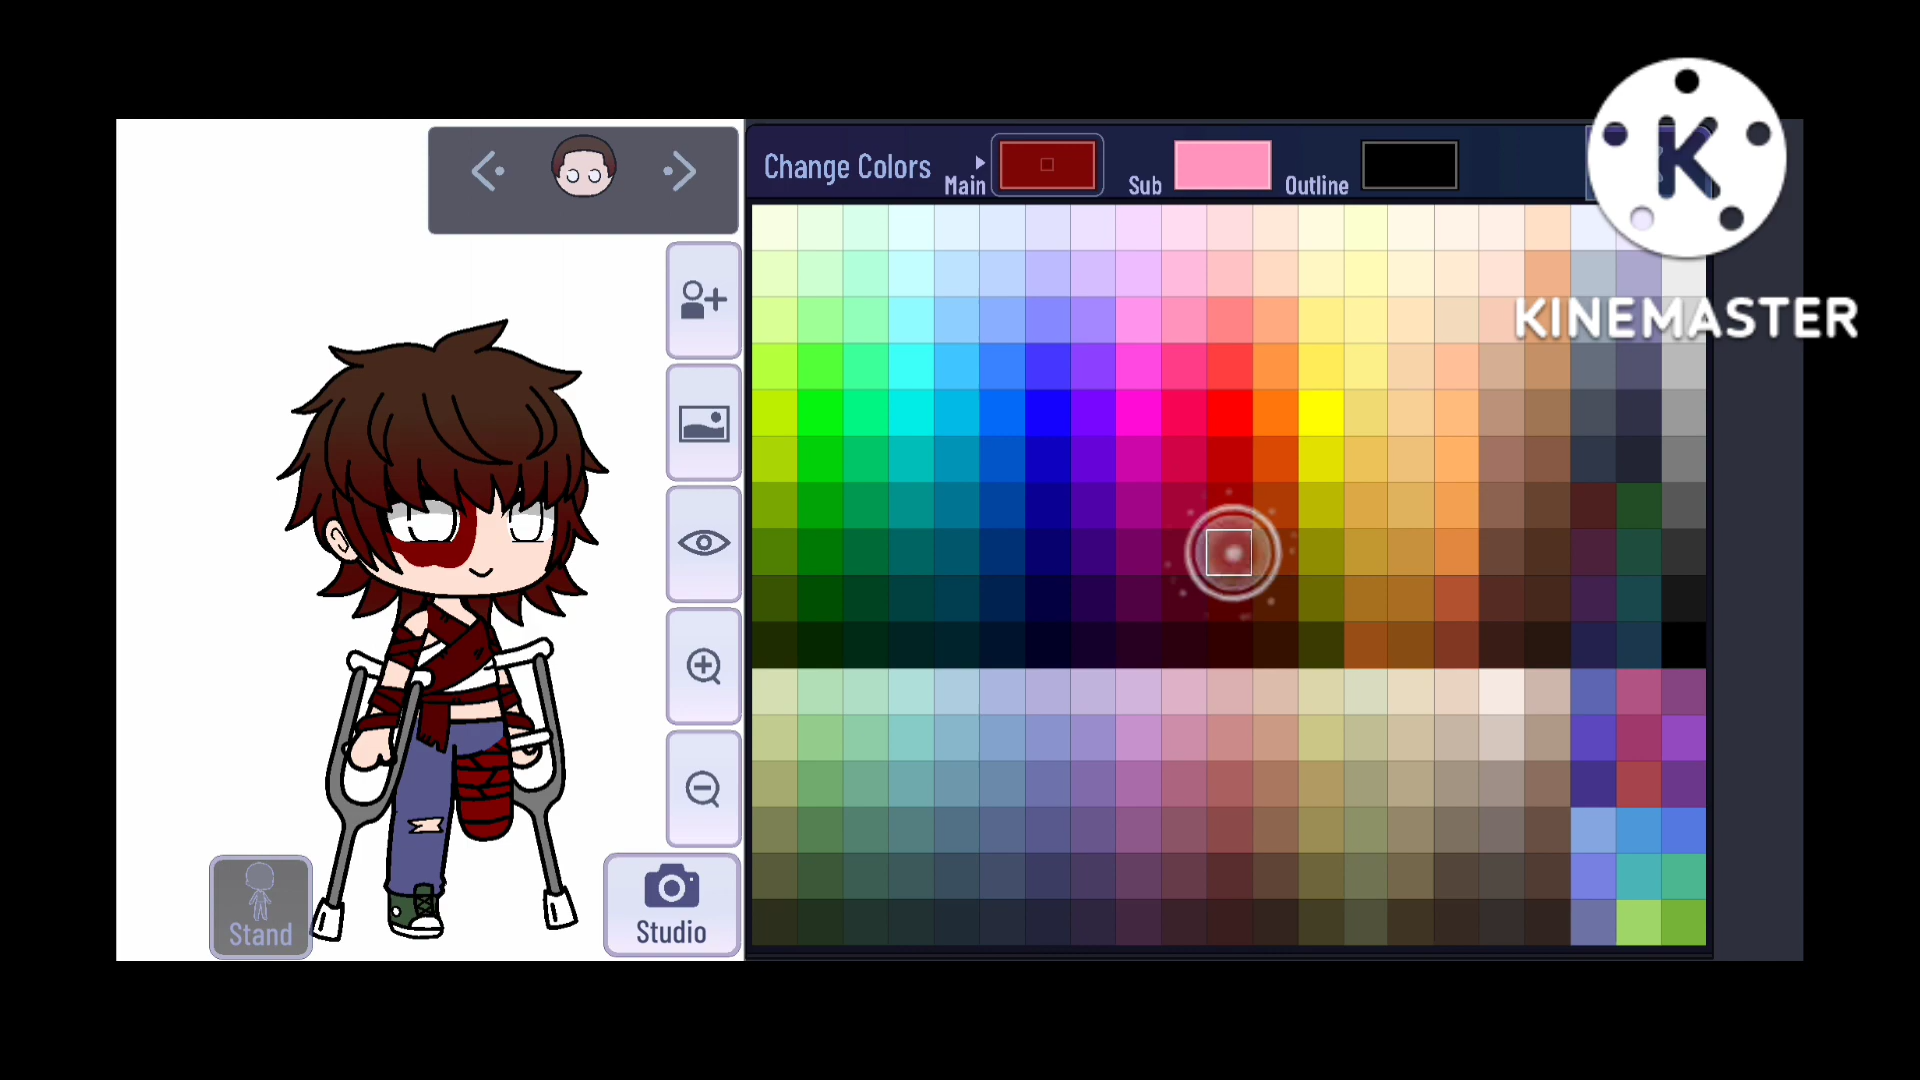 Change Colors
Main
Sub
Outline
K
KINEMASTER
Stand
Studio